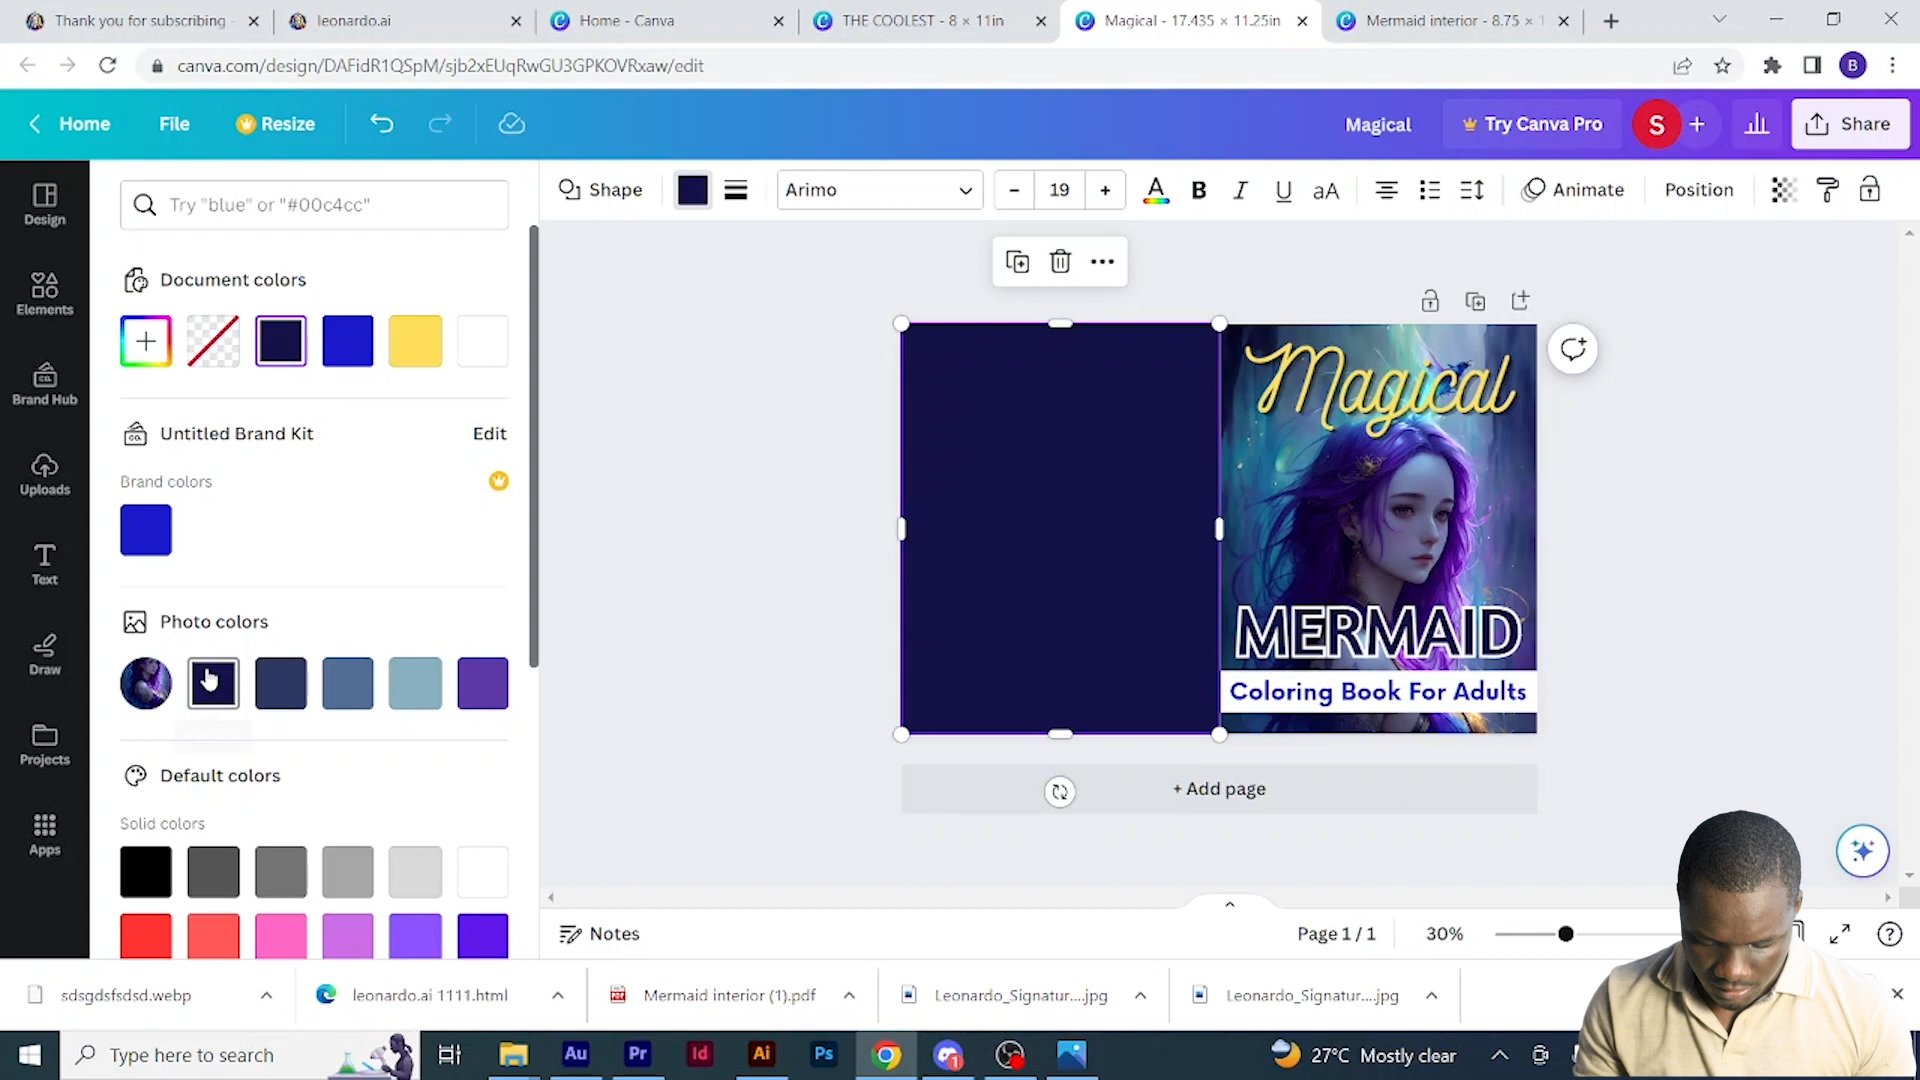 Thank you for subscribing
leonardo.ai
Home - Canva
THE COOLEST - 8 × 11in
Magical - 17.435 × 11.25in
Mermaid interior - 8.75 × 1
canva.com/design/DAFidR1QSpM/sjb2xEUqRwGU3GPKOVRxaw/edit
B
Home
File
Resize
Magical
Try Canva Pro
S
Share
Design
Elements
Brand Hub
Uploads
Text
Draw
Projects
Apps
Try "blue" or "#00c4cc"
Document colors
Untitled Brand Kit
Edit
Brand colors
Photo colors
Default colors
Solid colors
Shape
Arimo
19
B
I
U
aA
Animate
Position
Magical
MERMAID
Coloring Book For Adults
+ Add page
Notes
Page 1 / 1
30%
sdsgdsfsdsd.webp
leonardo.ai 1111.html
Mermaid interior (1).pdf
Leonardo_Signatur....jpg
Leonardo_Signatur....jpg
Type here to search
Au
Pr
Id
Ai
Ps
1
27°C Mostly clear